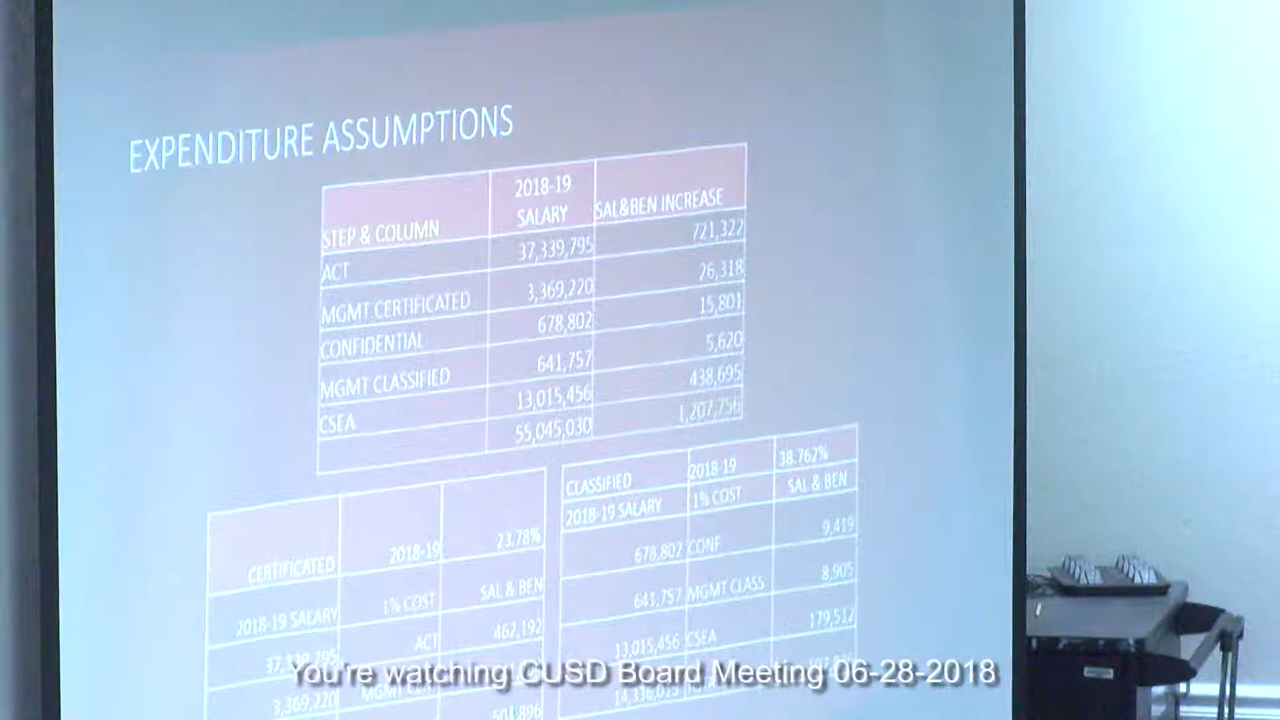 EXPENDITURE ASSUMPTIONS
STEP & COLUMN 2018-19 SALARY SAL&BEN INCREASE
ACT 37,339,795 721,322
MGMT CERTIFICATED 3,369,220 26,318
CONFIDENTIAL 678,802 15,801
MGMT CLASSIFIED 641,757 5,620
CSEA 13,015,456 438,695
55,045,030 1,207,756
CERTIFICATED 2018-19 23.78%
2018-19 SALARY 1% COST SAL & BEN
37,339,795 ACT 462,192
3,369,220
CLASSIFIED 2018-19 38.762%
2018-19 SALARY 1% COST SAL & BEN
678,802 CONF 9,419
641,757 MGMT CLASS 8,905
13,015,456 CSEA 179,512
You're watching CUSD Board Meeting 06-28-2018